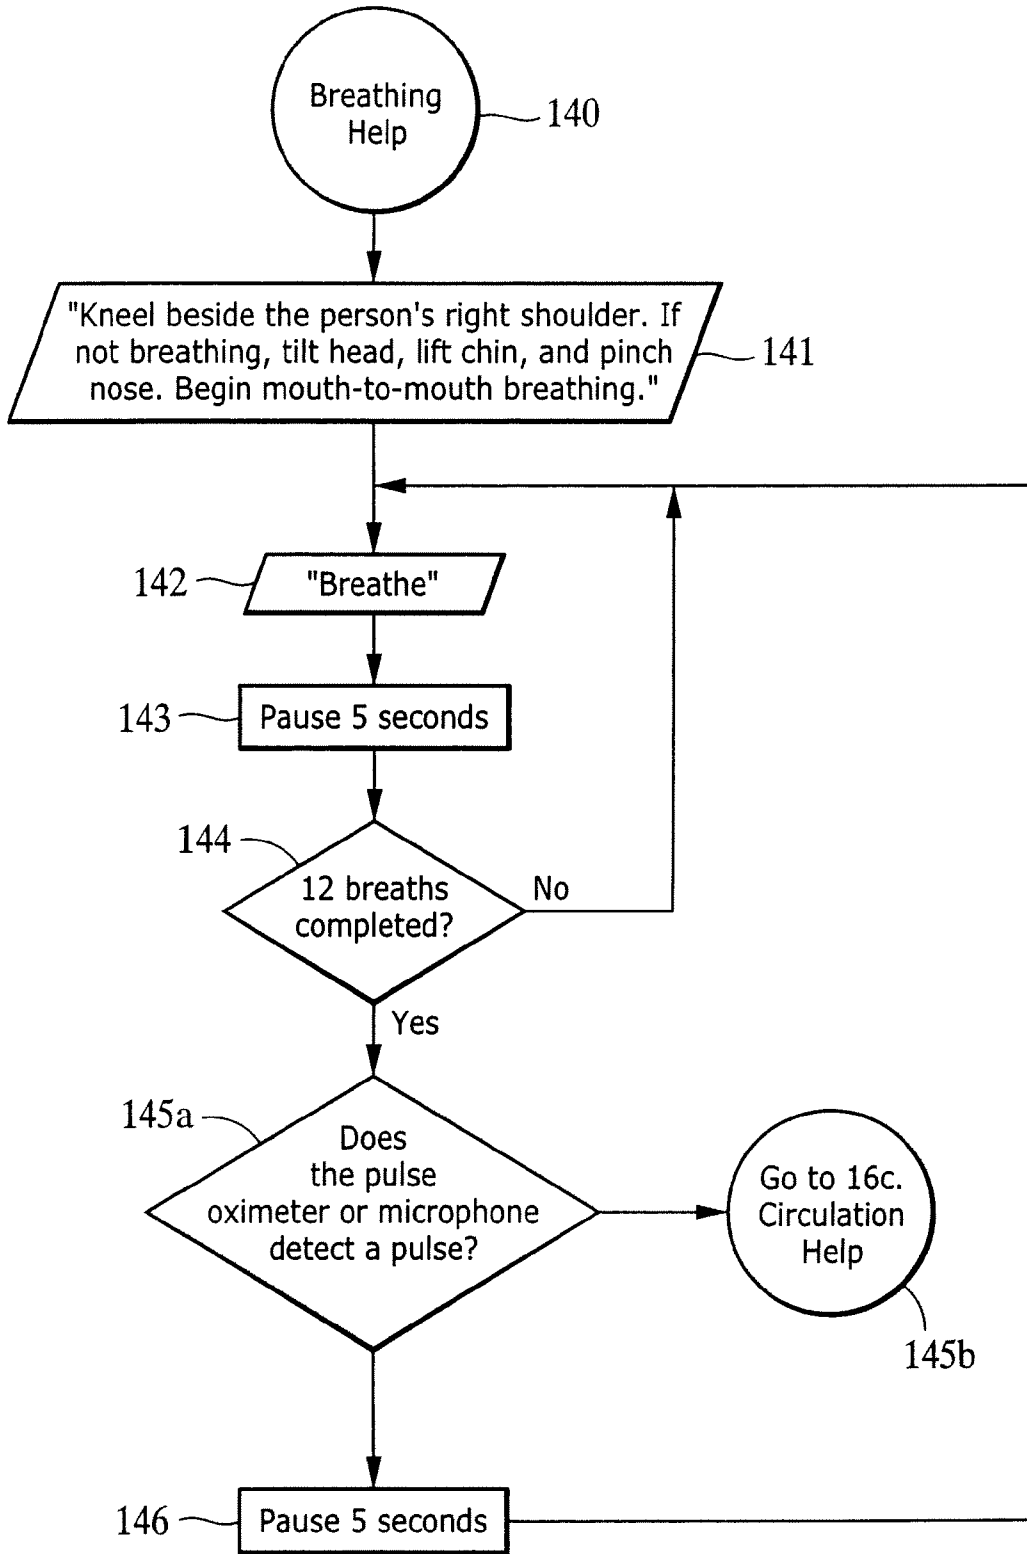 Breathing
Help
140
"Kneel beside the person's right shoulder. If
not breathing, tilt head, lift chin, and pinch
nose. Begin mouth-to-mouth breathing."
141
142
"Breathe"
143
Pause 5 seconds
144
12 breaths
completed?
No
Yes
145a
Does
the pulse
oximeter or microphone
detect a pulse?
Go to 16c.
Circulation
Help
145b
146
Pause 5 seconds